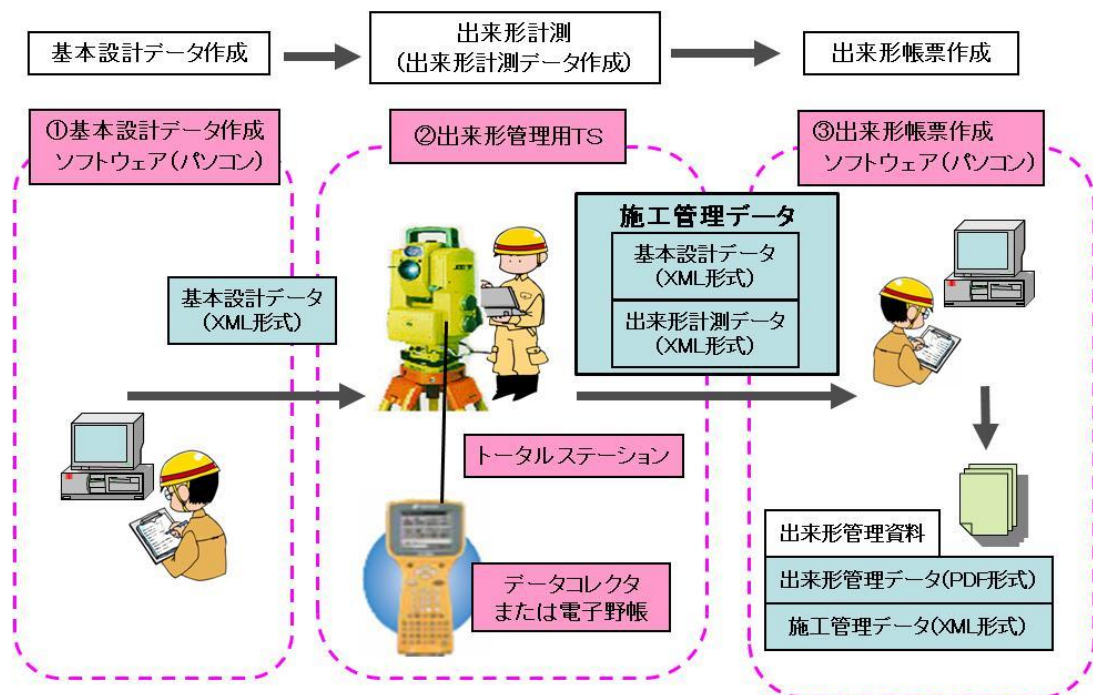 基本設計データ作成
出来形計測
(出来形計測データ作成)
出来形帳票作成
①基本設計データ作成
ソフトウェア(パソコン)
②出来形管理用TS
③出来形帳票作成
ソフトウェア(パソコン)
施工管理データ
基本設計データ
(XML形式)
出来形計測データ
(XML形式)
基本設計データ
(XML形式)
トータルステーション
データコレクタ
または電子野帳
出来形管理資料
出来形管理データ(PDF形式)
施工管理データ(XML形式)